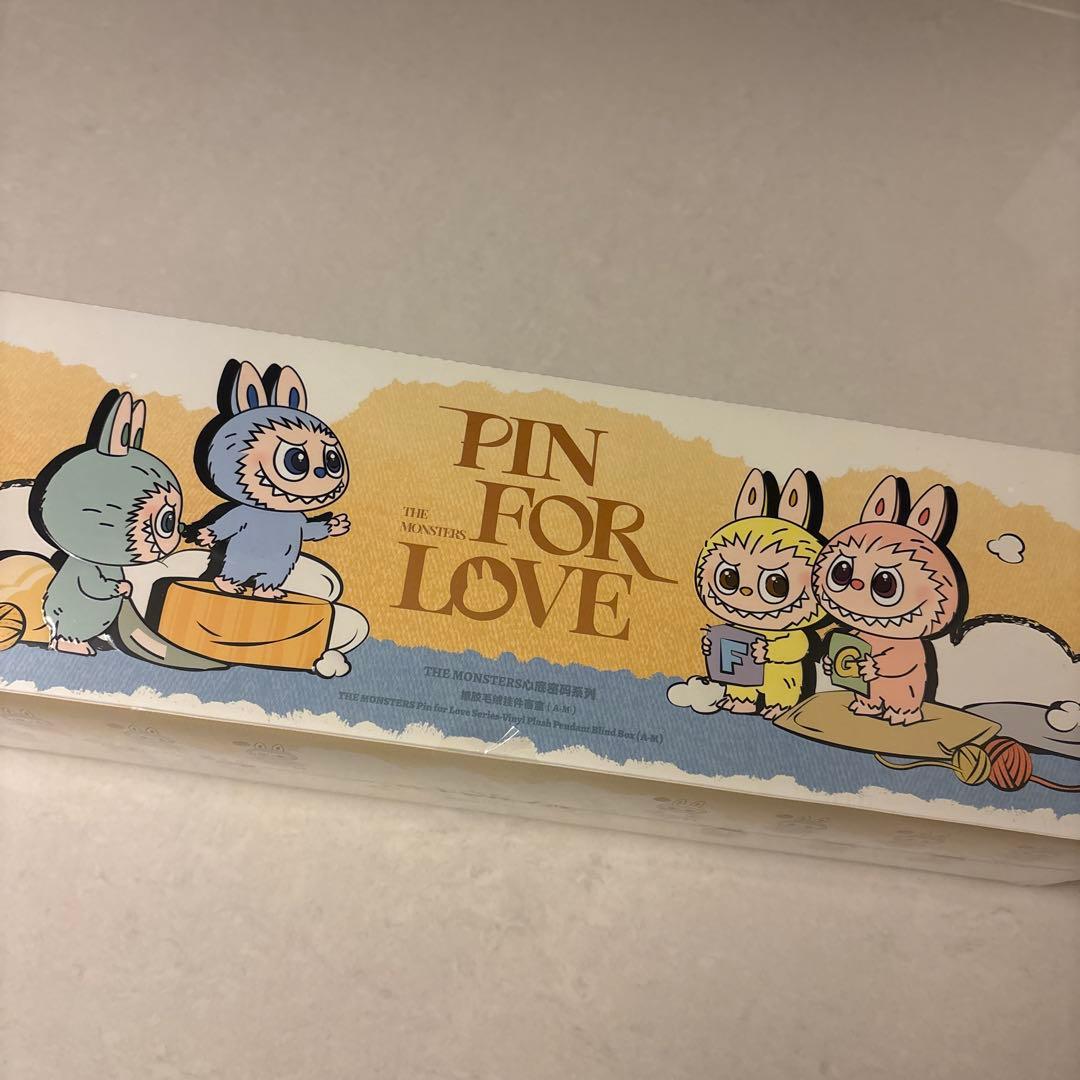 PIN
FOR
THE
MONSTERS
LOVE
THE MONSTERS心底密码系列
搪胶毛绒挂件盲盒 (A-M)
THE MONSTERS Pin for Love Series-Vinyl Plush Pendant Blind Box (A-M)
F
G